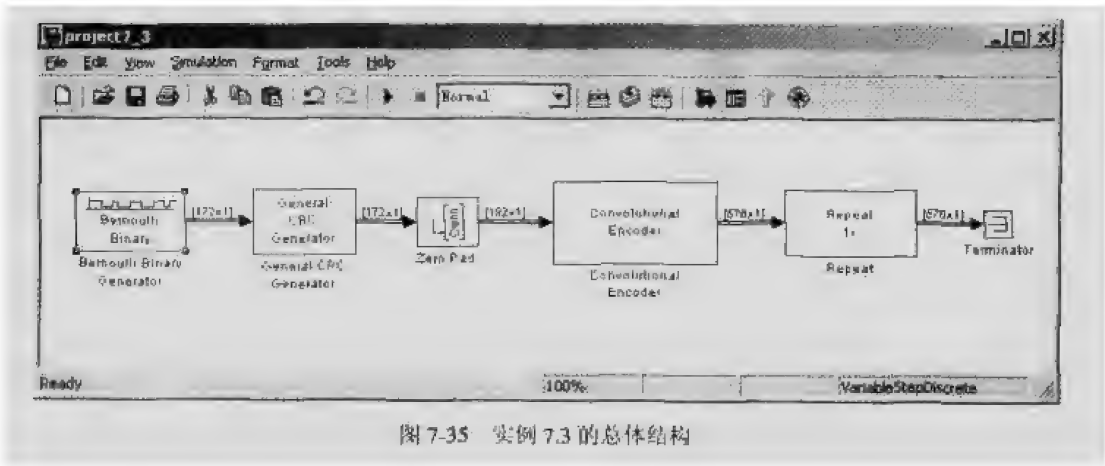 project7_3
File Edit View Simulation Format Tools Help
Normal
Bernoulli
Binary
Bernoulli Binary
Generator
[172x1]
General
CRC
Generator
General CRC
Generator
[172x1]
Zero Pad
[192x1]
Convolutional
Encoder
Convolutional
Encoder
[576x1]
Repeat
1x
Repeat
[576x1]
Terminator
Ready
100%
VariableStepDiscrete
图 7-35 实例 7.3 的总体结构